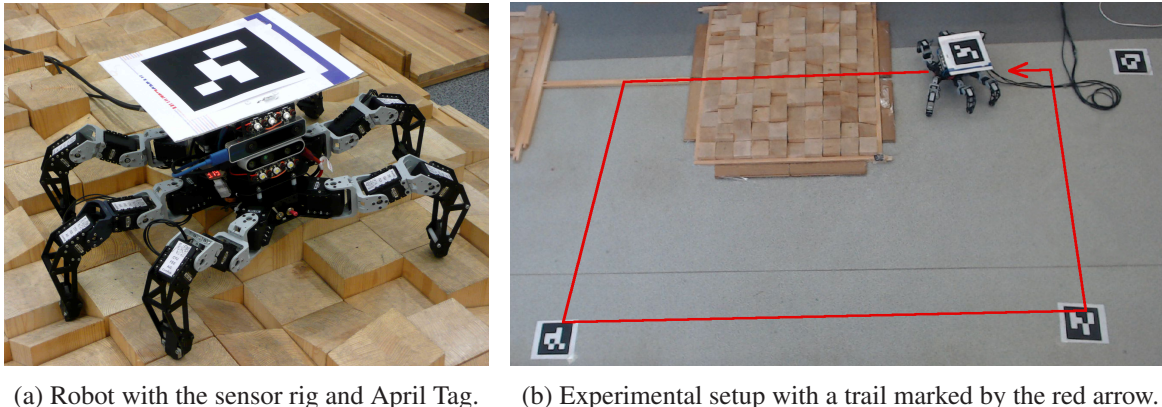 (a) Robot with the sensor rig and April Tag.
(b) Experimental setup with a trail marked by the red arrow.